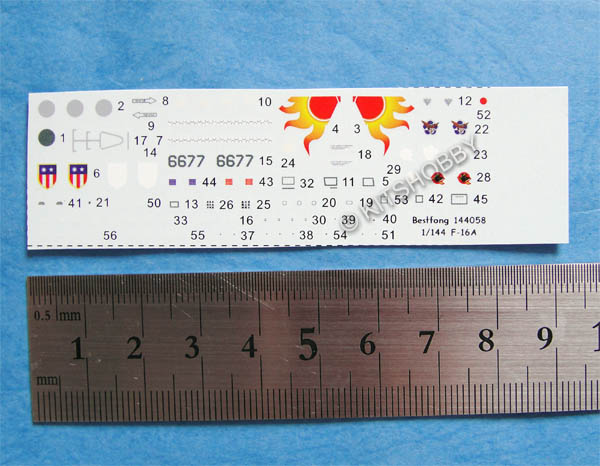 2 8 10 12 52
1 9 4 3 22
17 7
14 6677 6677 15 24 18 23
6 44 43 32 11 5 28
41 21 50 13 26 25 42 45
33 16 30 39 53 Bestfong 144058
56 55 37 38 54 51 1/144 F-16A
© KITSHOBBY
0.5 mm
1 2 3 4 5 6 7 8 9 1
mm